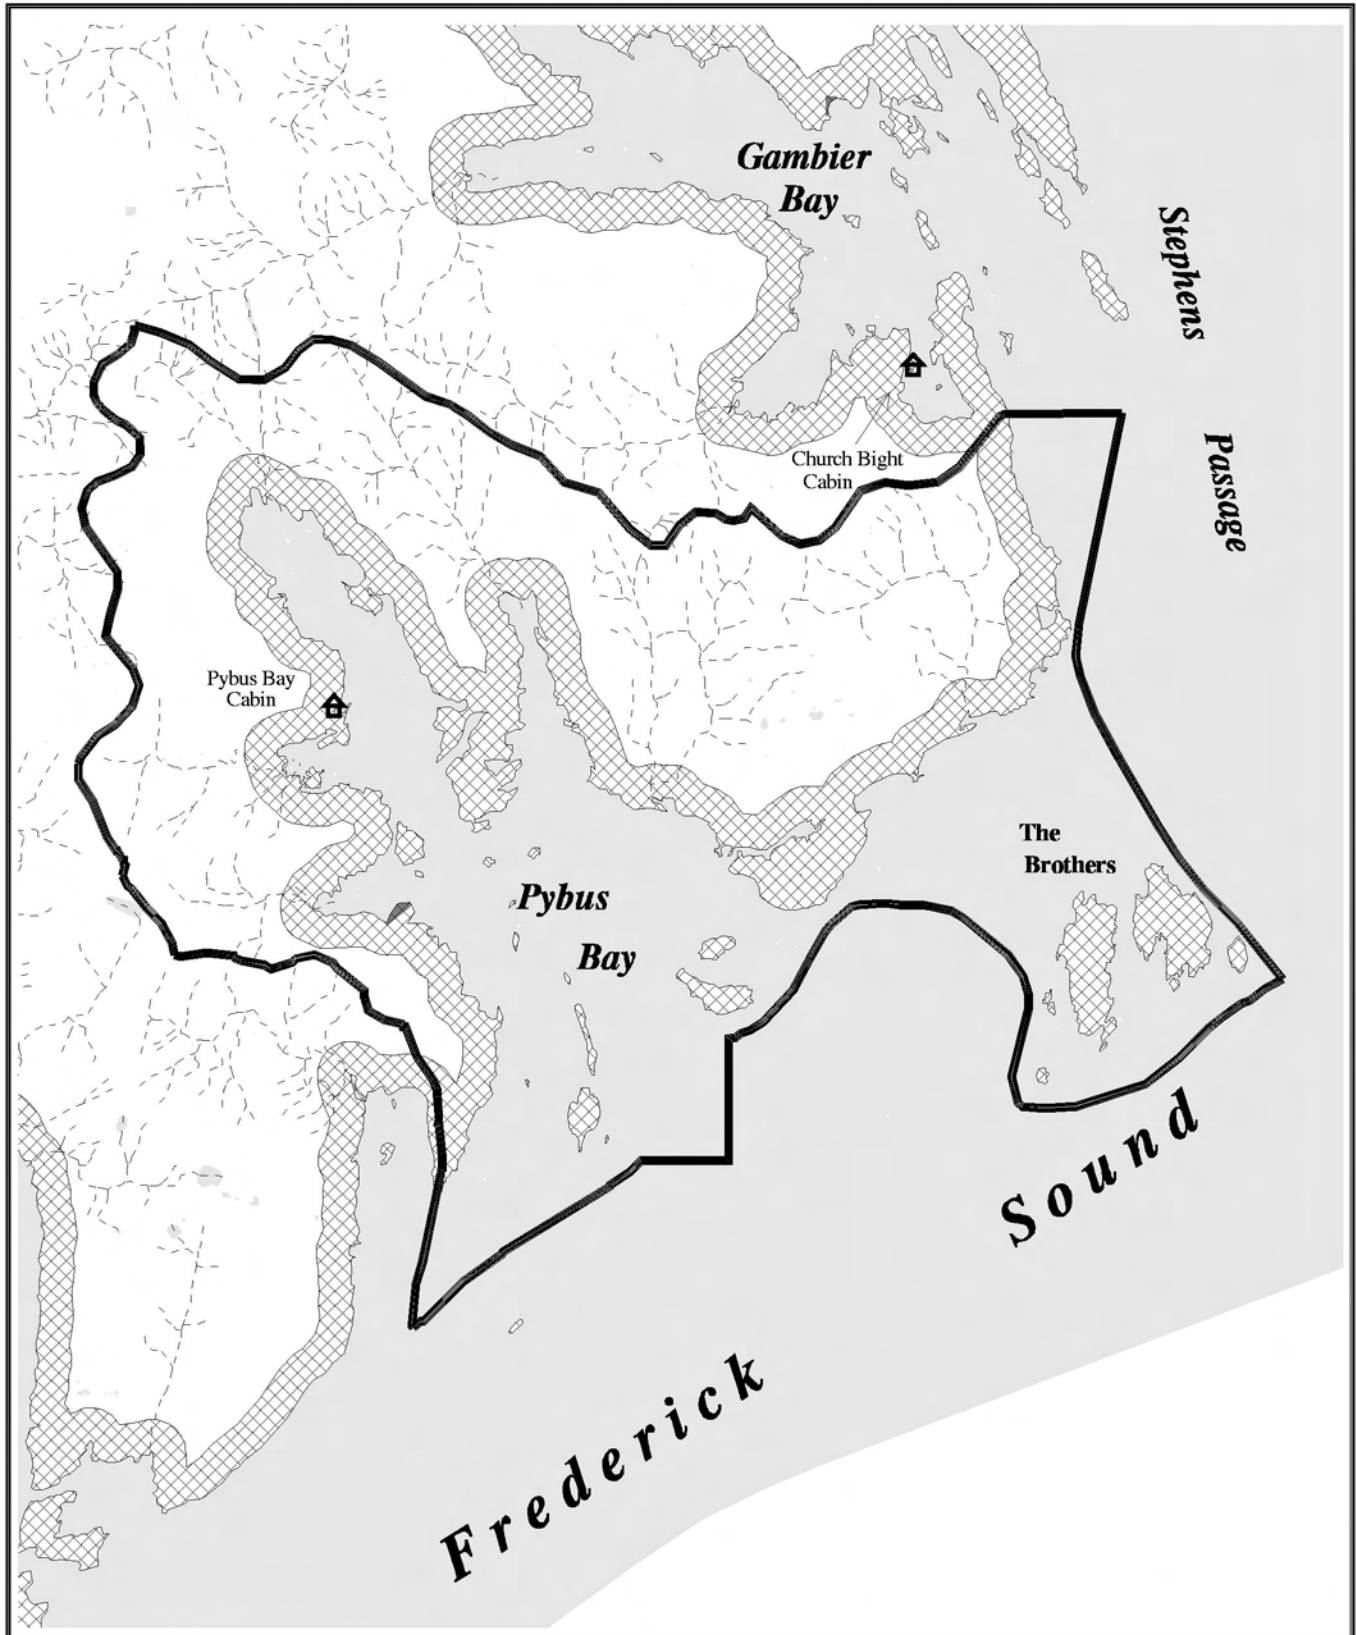 Gambier
Bay
Stephens
Passage
Church Bight
Cabin
Pybus Bay
Cabin
The
Brothers
Pybus
Bay
Sound
Frederick